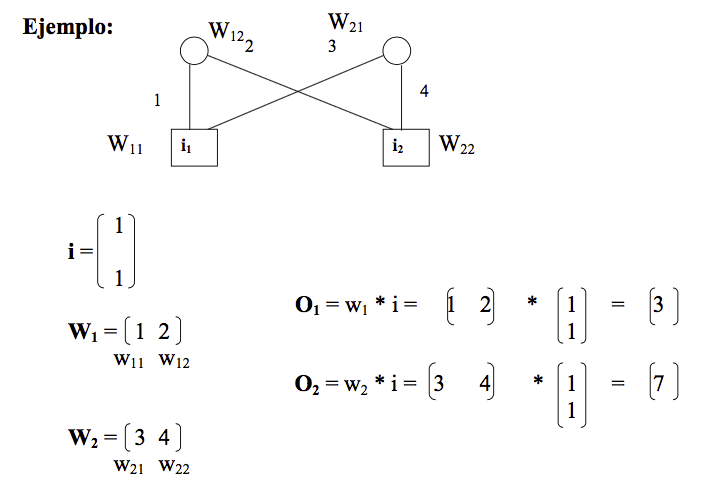 Ejemplo:
W12 2
W21
3
1
4
W11
i1
i2
W22
i = 1
1
O1 = w1 * i = 1 2 * 1 = 3
1
W1 = 1 2
W11 W12
O2 = w2 * i = 3 4 * 1 = 7
1
W2 = 3 4
W21 W22